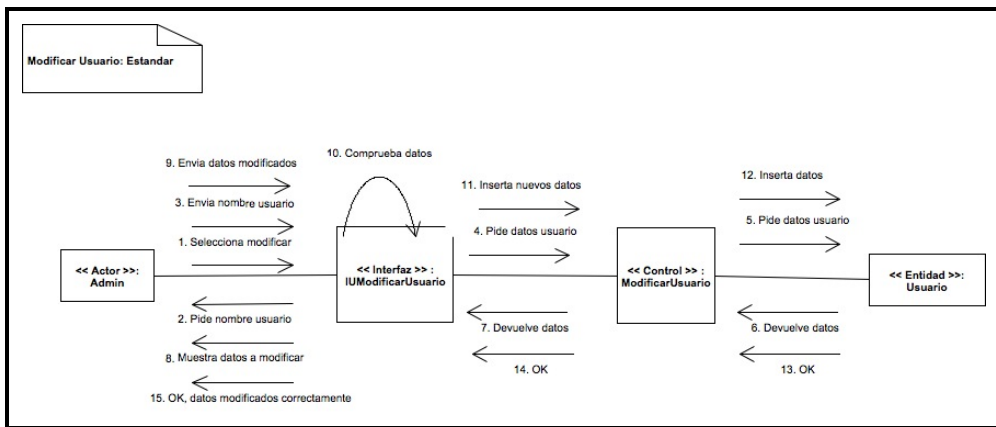 Modificar Usuario: Estandar
10. Comprueba datos
9. Envia datos modificados
12. Inserta datos
11. Inserta nuevos datos
3. Envia nombre usuario
5. Pide datos usuario
4. Pide datos usuario
1. Selecciona modificar
<< Actor >>:
Admin
<< Interfaz >> :
IUModificarUsuario
<< Control >> :
ModificarUsuario
<< Entidad >>:
Usuario
2. Pide nombre usuario
7. Devuelve datos
6. Devuelve datos
8. Muestra datos a modificar
14. OK
13. OK
15. OK, datos modificados correctamente